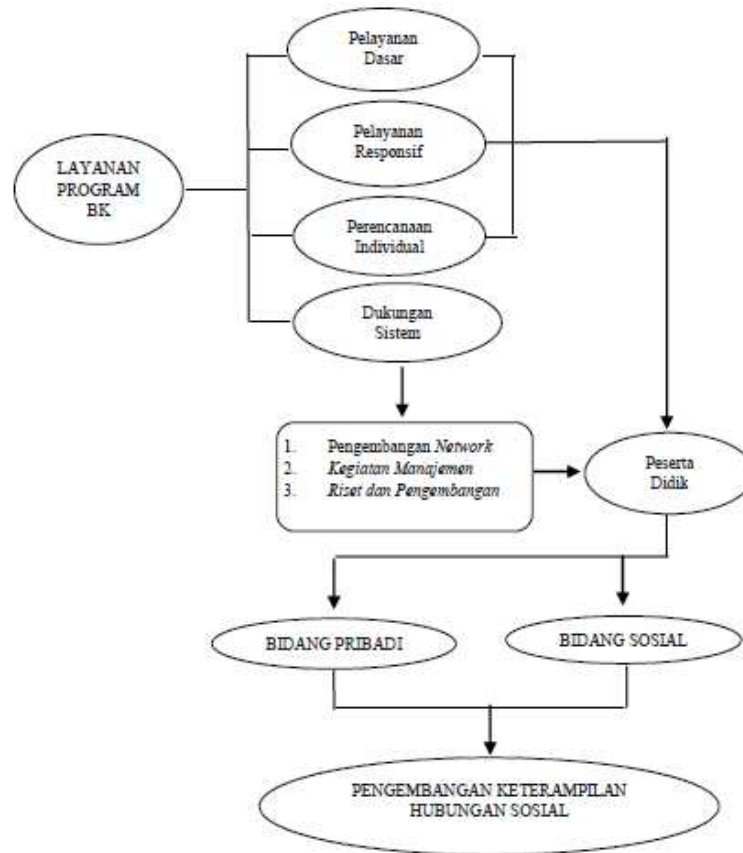 Pelayanan
Dasar
Pelayanan
Responsif
LAYANAN
PROGRAM
BK
Perencanaan
Individual
Dukungan
Sistem
1. Pengembangan Network
2. Kegiatan Manajemen
3. Riset dan Pengembangan
Peserta
Didik
BIDANG PRIBADI
BIDANG SOSIAL
PENGEMBANGAN KETERAMPILAN
HUBUNGAN SOSIAL